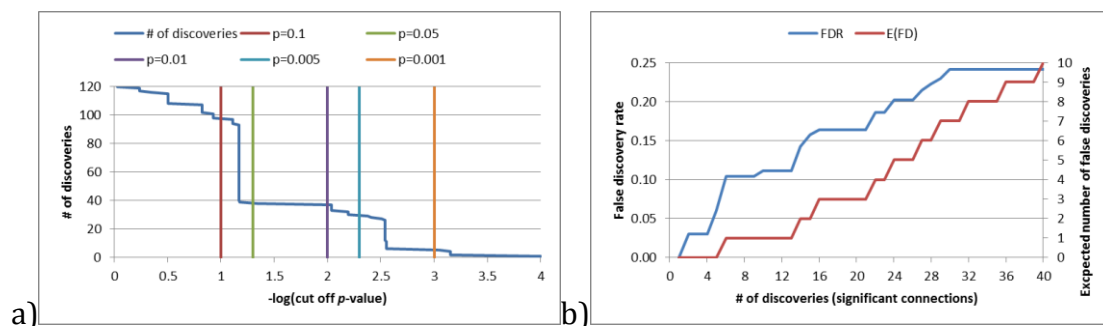 # of discoveries p=0.1 p=0.05
p=0.01 p=0.005 p=0.001
# of discoveries
120
100
80
60
40
20
0
0 0.5 1 1.5 2 2.5 3 3.5 4
-log(cut off p-value)
a)
FDR E(FD)
False discovery rate
0.25
0.20
0.15
0.10
0.05
0.00
10
9
8
7
6
5
4
3
2
1
0
Excpected number of false discoveries
0 4 8 12 16 20 24 28 32 36 40
# of discoveries (significant connections)
b)